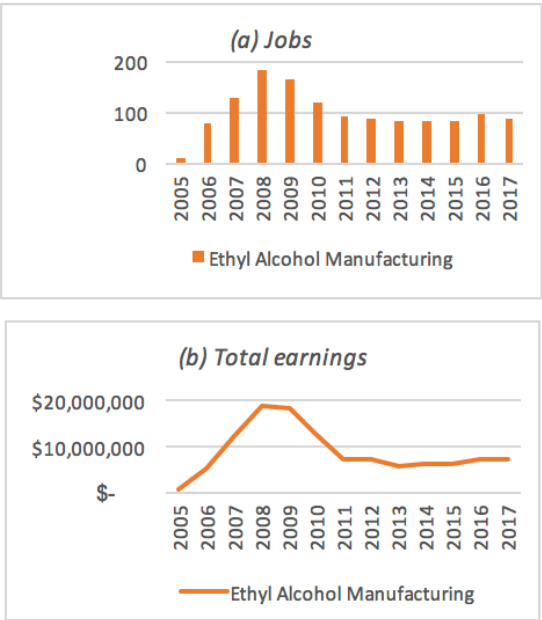 (a) Jobs
200
100
0
2005 2006 2007 2008 2009 2010 2011 2012 2013 2014 2015 2016 2017
Ethyl Alcohol Manufacturing
(b) Total earnings
$20,000,000
$10,000,000
$-
2005 2006 2007 2008 2009 2010 2011 2012 2013 2014 2015 2016 2017
Ethyl Alcohol Manufacturing